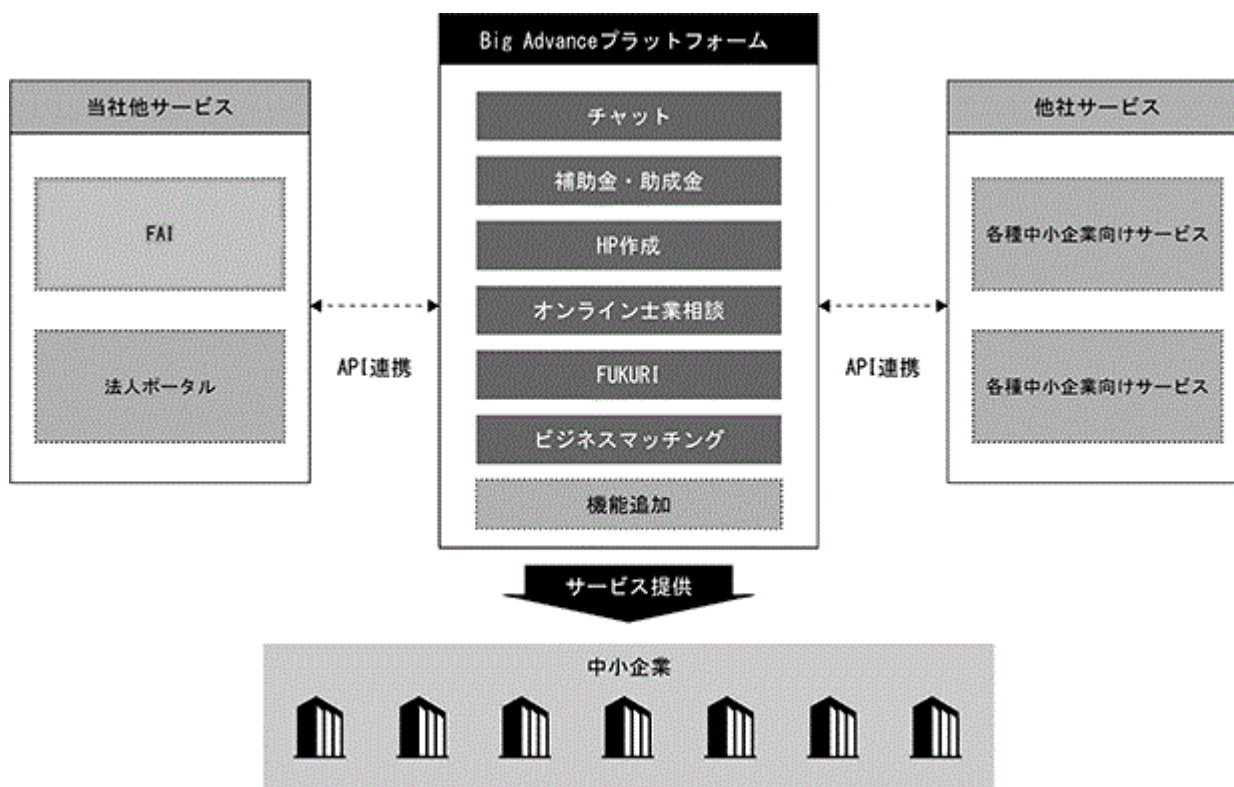 Big Advanceプラットフォーム
当社他サービス
FAI
法人ポータル
API連携
チャット
補助金・助成金
HP作成
オンライン士業相談
FUKURI
ビジネスマッチング
機能追加
API連携
他社サービス
各種中小企業向けサービス
各種中小企業向けサービス
サービス提供
中小企業